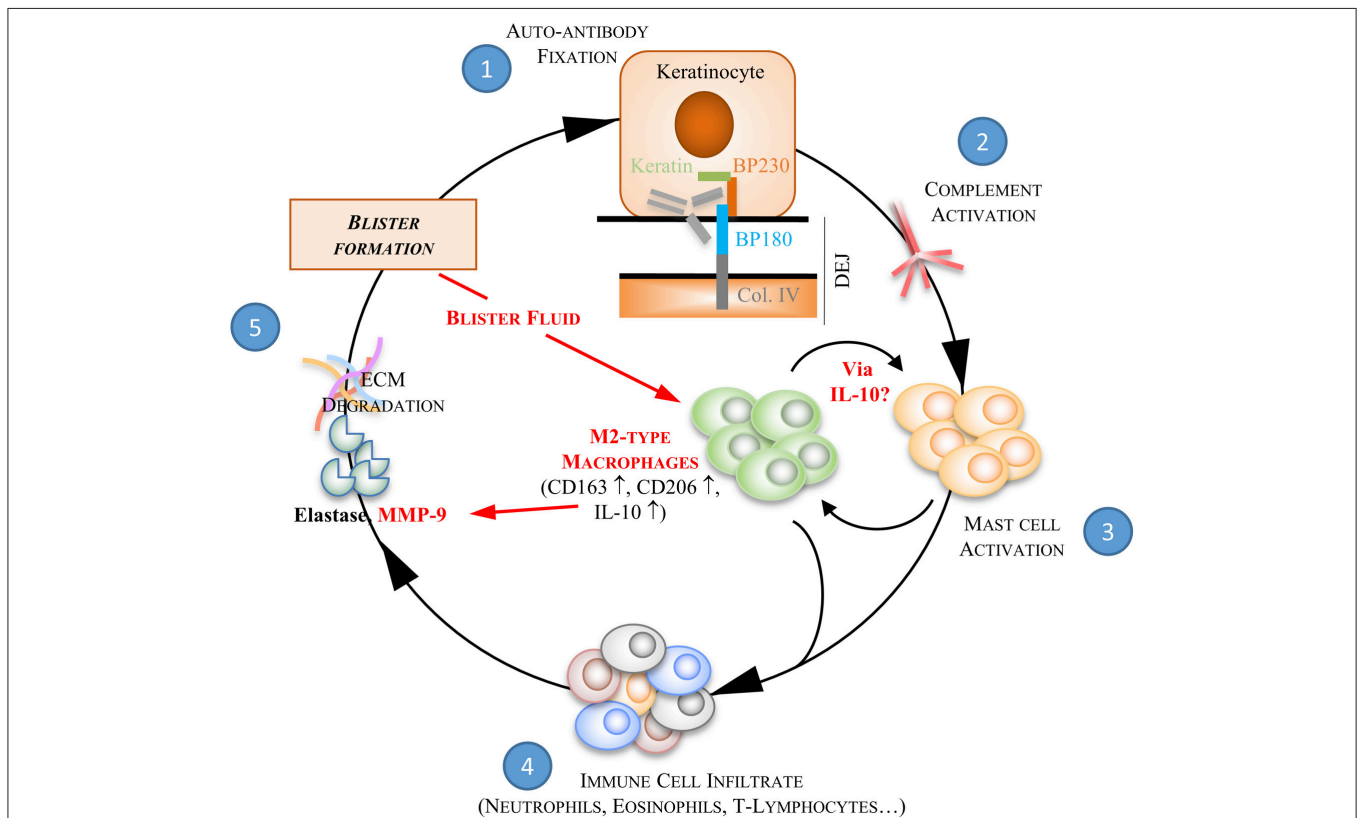 1
AUTO-ANTIBODY
FIXATION
Keratinocyte
Keratin
BP230
BP180
Col. IV
DEJ
2
COMPLEMENT
ACTIVATION
BLISTER
FORMATION
BLISTER FLUID
5
ECM
DEGRADATION
Via
IL-10?
M2-TYPE
MACROPHAGES
(CD163 ↑, CD206 ↑,
IL-10 ↑)
Elastase, MMP-9
MAST CELL
ACTIVATION
3
4
IMMUNE CELL INFILTRATE
(NEUTROPHILS, EOSINOPHILS, T-LYMPHOCYTES…)